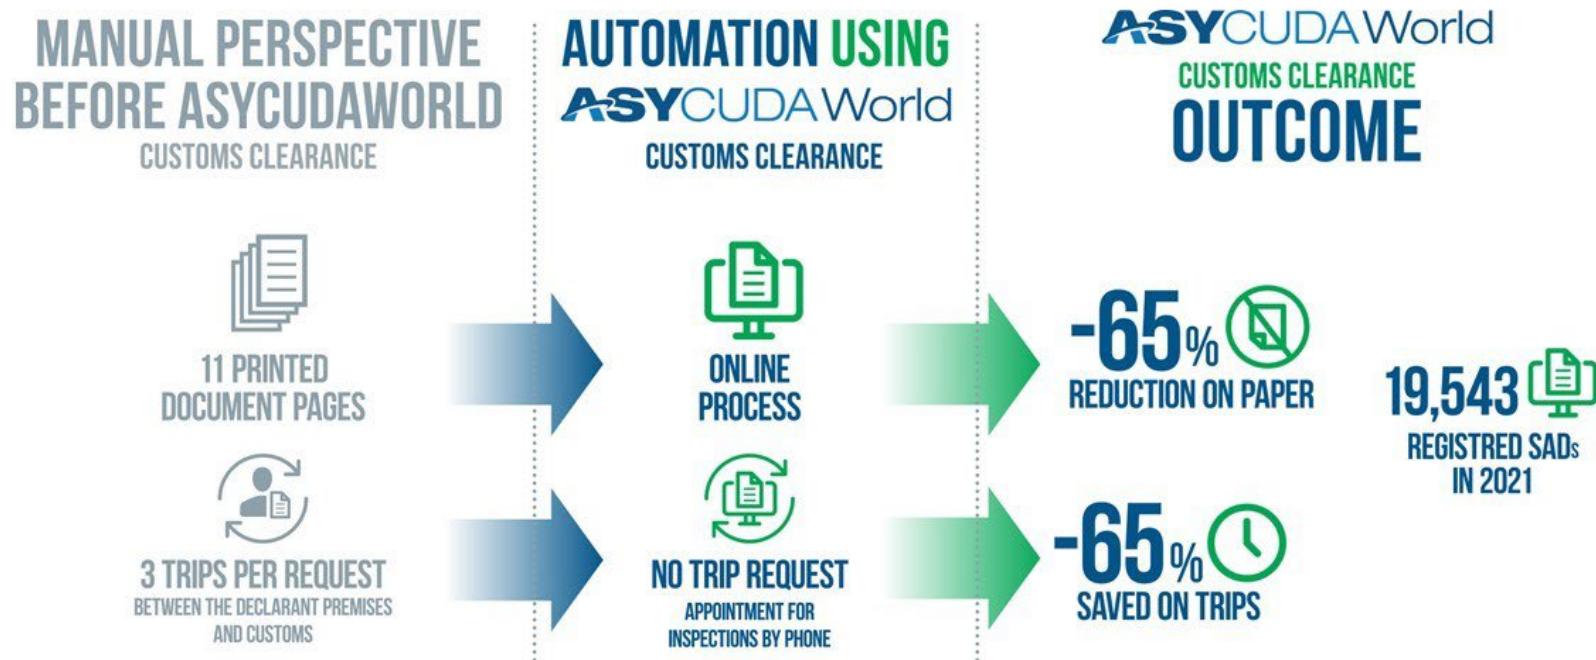 MANUAL PERSPECTIVE
BEFORE ASYCUDAWORLD
CUSTOMS CLEARANCE
11 PRINTED
DOCUMENT PAGES
3 TRIPS PER REQUEST
BETWEEN THE DECLARANT PREMISES
AND CUSTOMS
AUTOMATION USING
ASYCUDAWorld
CUSTOMS CLEARANCE
ONLINE
PROCESS
NO TRIP REQUEST
APPOINTMENT FOR
INSPECTIONS BY PHONE
ASYCUDAWorld
CUSTOMS CLEARANCE
OUTCOME
-65%
REDUCTION ON PAPER
-65%
SAVED ON TRIPS
19,543
REGISTRED SADs
IN 2021